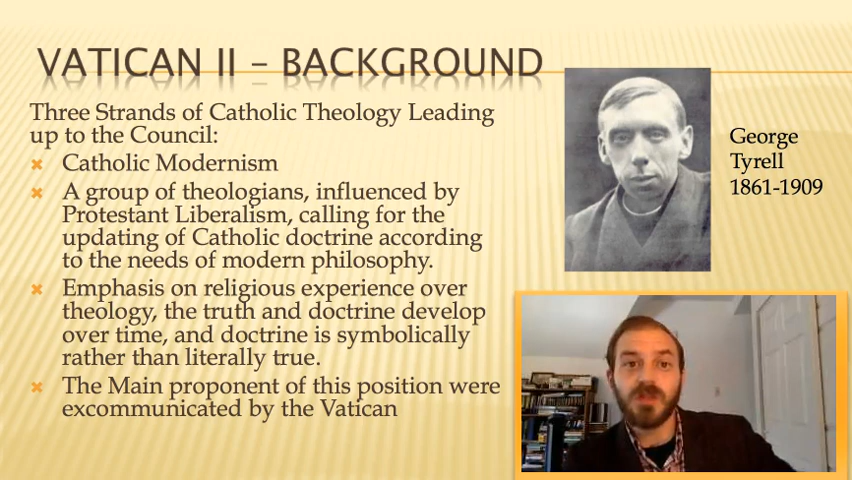 VATICAN II – BACKGROUND
Three Strands of Catholic Theology Leading
up to the Council:
Catholic Modernism
A group of theologians, influenced by
Protestant Liberalism, calling for the
updating of Catholic doctrine according
to the needs of modern philosophy.
Emphasis on religious experience over
theology, the truth and doctrine develop
over time, and doctrine is symbolically
rather than literally true.
The Main proponent of this position were
excommunicated by the Vatican
George
Tyrell
1861-1909